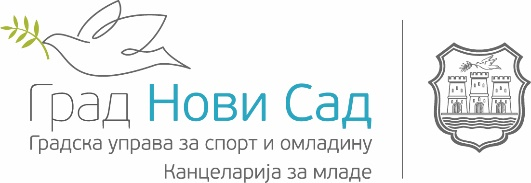 Град Нови Сад
Градска управа за спорт и омладину
Канцеларија за младе